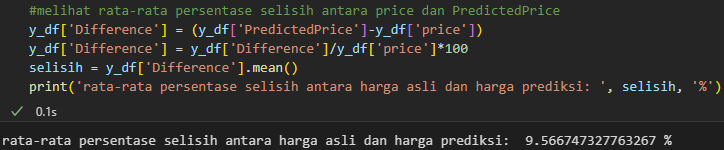 #melihat rata-rata persentase selisih antara price dan PredictedPrice
y_df['Difference'] = (y_df['PredictedPrice']-y_df['price'])
y_df['Difference'] = y_df['Difference']/y_df['price']*100
selisih = y_df['Difference'].mean()
print('rata-rata persentase selisih antara harga asli dan harga prediksi: ', selisih, '%')
✓ 0.1s
rata-rata persentase selisih antara harga asli dan harga prediksi:  9.566747327763267 %